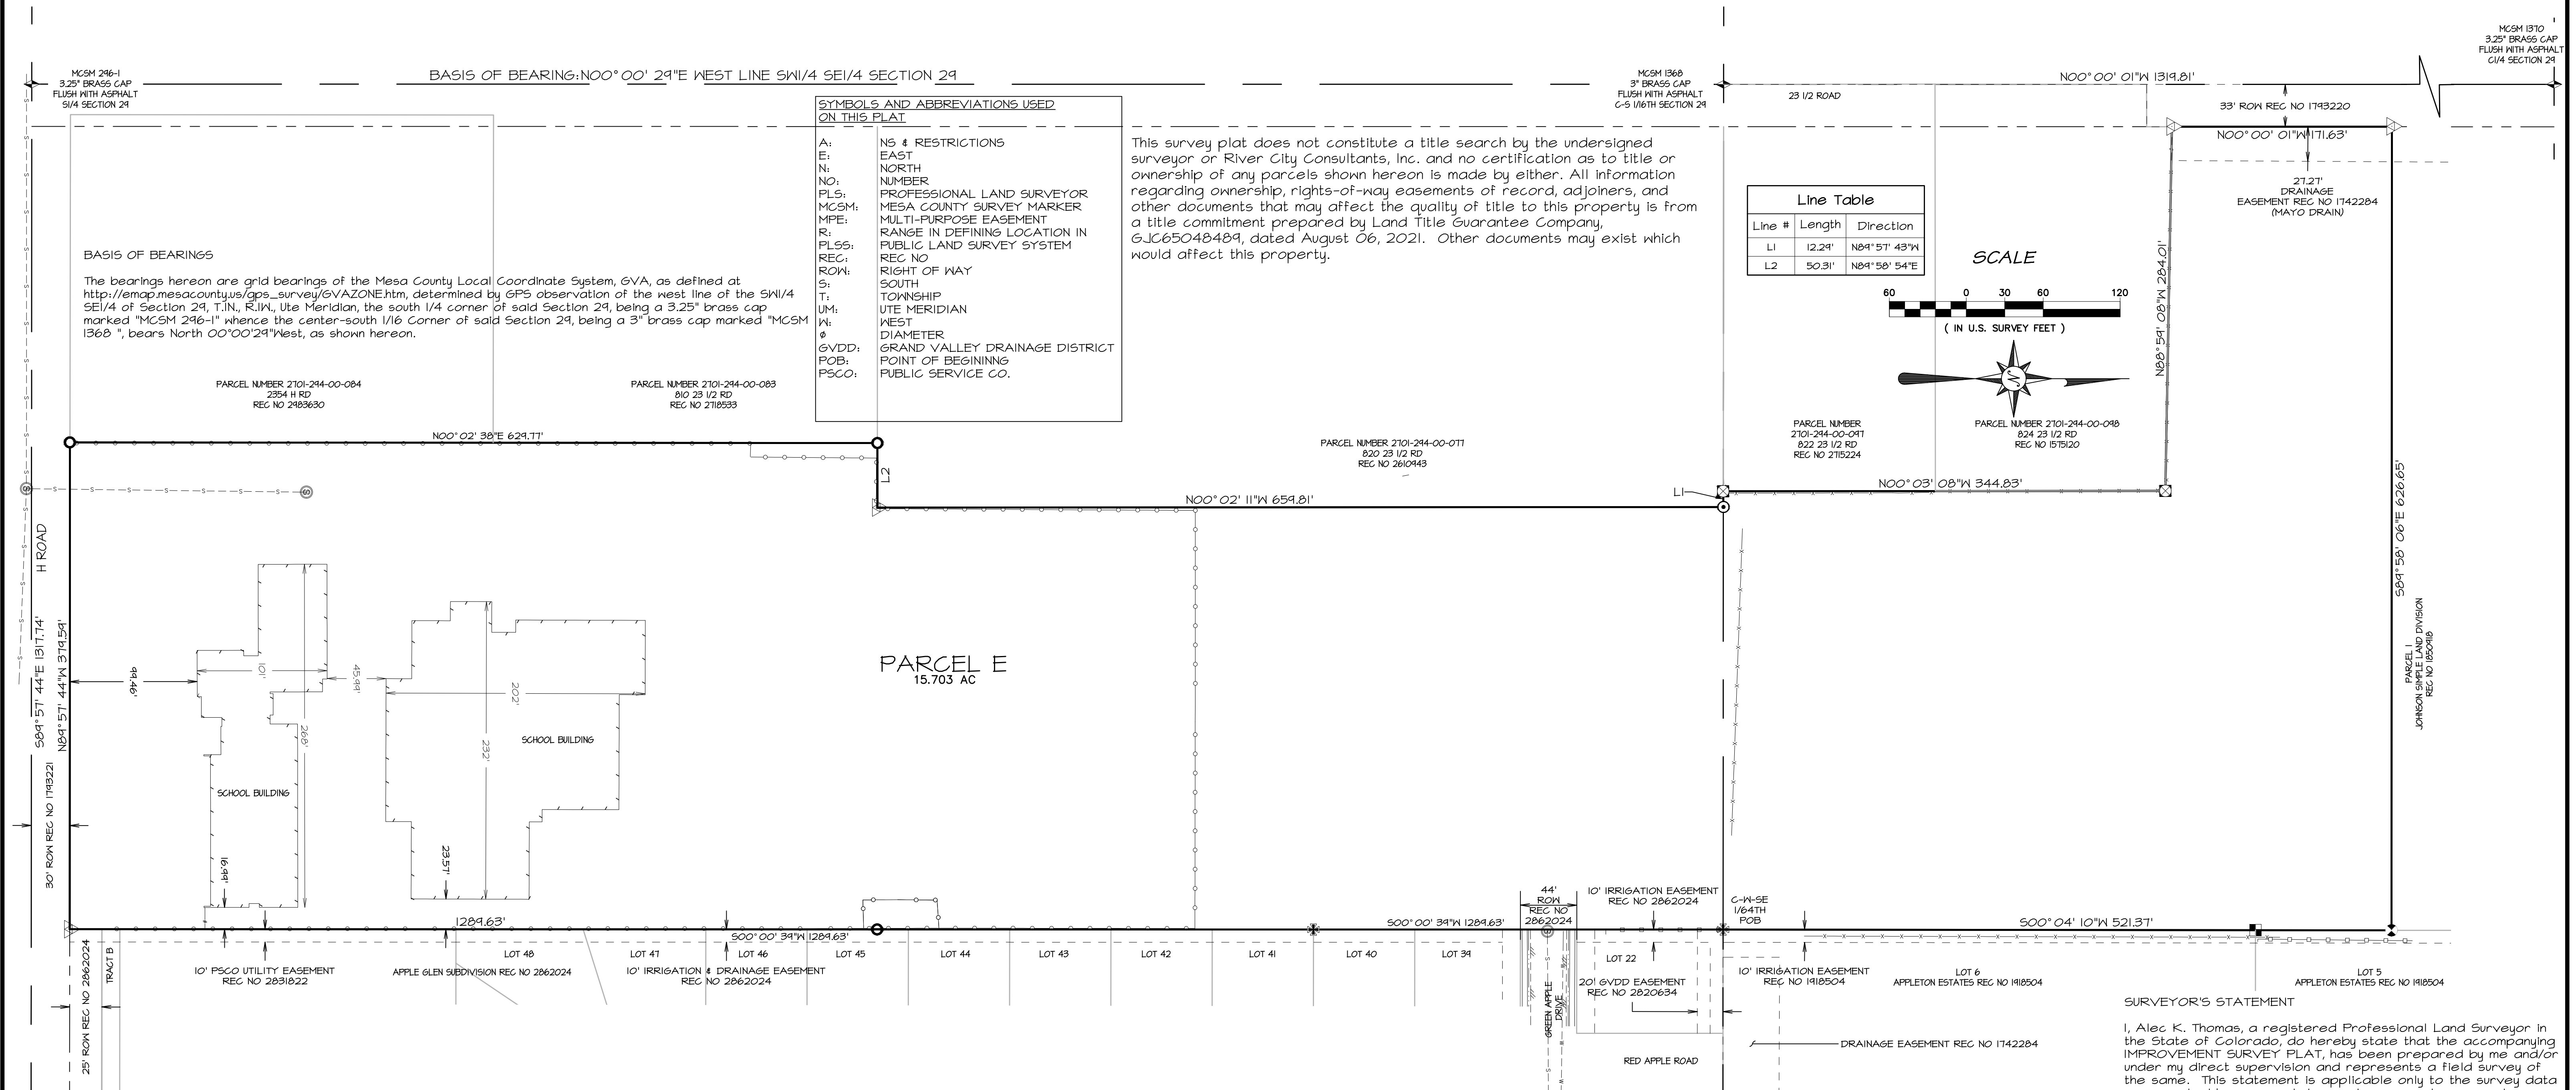 MCSM 296-1
3.25" BRASS CAP
FLUSH WITH ASPHALT
S1/4 SECTION 29
BASIS OF BEARING:N00°00' 29"E WEST LINE SW1/4 SE1/4 SECTION 29
MCSM 1368
3" BRASS CAP
FLUSH WITH ASPHALT
C-S 1/16TH SECTION 29
23 1/2 ROAD
N00°00' 01"W 1319.81'
MCSM 1370
3.25" BRASS CAP
FLUSH WITH ASPHALT
C1/4 SECTION 29
33' ROW REC NO 1793220
N00°00' 01"W171.63'
27.27'
DRAINAGE
EASEMENT REC NO 1742284
(MAYO DRAIN)
SYMBOLS AND ABBREVIATIONS USED
ON THIS PLAT
A: NS & RESTRICTIONS
E: EAST
N: NORTH
NO: NUMBER
PLS: PROFESSIONAL LAND SURVEYOR
MCSM: MESA COUNTY SURVEY MARKER
MPE: MULTI-PURPOSE EASEMENT
R: RANGE IN DEFINING LOCATION IN
PLSS: PUBLIC LAND SURVEY SYSTEM
REC: REC NO
ROW: RIGHT OF WAY
S: SOUTH
T: TOWNSHIP
UM: UTE MERIDIAN
W: WEST
ø DIAMETER
GVDD: GRAND VALLEY DRAINAGE DISTRICT
POB: POINT OF BEGININNG
PSCO: PUBLIC SERVICE CO.
This survey plat does not constitute a title search by the undersigned
surveyor or River City Consultants, Inc. and no certification as to title or
ownership of any parcels shown hereon is made by either. All information
regarding ownership, rights-of-way easements of record, adjoiners, and
other documents that may affect the quality of title to this property is from
a title commitment prepared by Land Title Guarantee Company,
GJC65048489, dated August 06, 2021. Other documents may exist which
would affect this property.
Line Table
Line # Length Direction
L1 12.29' N89°57' 43"W
L2 50.31' N89°58' 54"E
SCALE
60 0 30 60 120
( IN U.S. SURVEY FEET )
N
BASIS OF BEARINGS
The bearings hereon are grid bearings of the Mesa County Local Coordinate System, GVA, as defined at
http://emap.mesacounty.us/gps_survey/GVAZONE.htm, determined by GPS observation of the west line of the SW1/4
SE1/4 of Section 29, T.1N., R.1W., Ute Meridian, the south 1/4 corner of said Section 29, being a 3.25" brass cap
marked "MCSM 296-1" whence the center-south 1/16 Corner of said Section 29, being a 3" brass cap marked "MCSM
1368 ", bears North 00°00'29"West, as shown hereon.
PARCEL NUMBER 2701-294-00-084
2354 H RD
REC NO 2983630
PARCEL NUMBER 2701-294-00-083
810 23 1/2 RD
REC NO 2718533
PARCEL NUMBER 2701-294-00-077
820 23 1/2 RD
REC NO 2610943
PARCEL NUMBER
2701-294-00-097
822 23 1/2 RD
REC NO 2715224
PARCEL NUMBER 2701-294-00-098
824 23 1/2 RD
REC NO 1575120
N88°59' 08"W 284.01'
N00°02' 38"E 629.77'
L2
N00°02' 11"W 659.81'
L1
N00°03' 08"W 344.83'
S89°58' 06"E 626.65'
PARCEL 1
JOHNSON SIMPLE LAND DIVISION
REC NO 1850918
H ROAD
S89°57' 44"E 1317.74'
N89°57' 44"W 379.59'
30' ROW REC NO 1793221
99.46'
101'
268'
45.99'
202'
232'
SCHOOL BUILDING
SCHOOL BUILDING
16.99'
23.57'
PARCEL E
15.703 AC
1289.63'
S00°00' 39"W 1289.63'
S00°00' 39"W 1289.63'
44'
ROW
REC NO
2862024
10' IRRIGATION EASEMENT
REC NO 2862024
C-W-SE
1/64TH
POB
S00°04' 10"W 521.37'
25' ROW REC NO 2862024
TRACT B
10' PSCO UTILITY EASEMENT
REC NO 2831822
APPLE GLEN SUBDIVISION REC NO 2862024
10' IRRIGATION & DRAINAGE EASEMENT
REC NO 2862024
LOT 48
LOT 47
LOT 46
LOT 45
LOT 44
LOT 43
LOT 42
LOT 41
LOT 40
LOT 39
GREEN APPLE
DRIVE
LOT 22
20' GVDD EASEMENT
REC NO 2820634
RED APPLE ROAD
10' IRRIGATION EASEMENT
REC NO 1918504
LOT 6
APPLETON ESTATES REC NO 1918504
LOT 5
APPLETON ESTATES REC NO 1918504
DRAINAGE EASEMENT REC NO 1742284
SURVEYOR'S STATEMENT
I, Alec K. Thomas, a registered Professional Land Surveyor in
the State of Colorado, do hereby state that the accompanying
IMPROVEMENT SURVEY PLAT, has been prepared by me and/or
under my direct supervision and represents a field survey of
the same. This statement is applicable only to the survey data